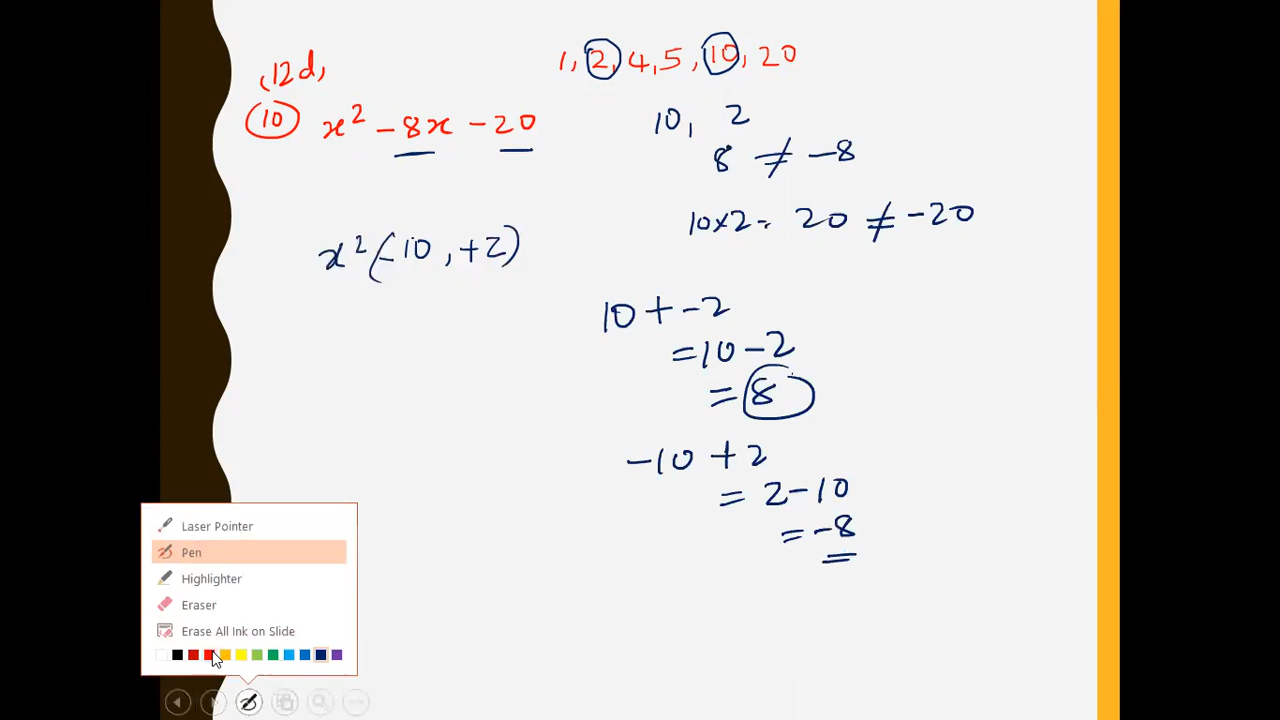 ,12d,
1, 2, 4, 5, 10, 20
10 x² - 8x - 20
10, 2
8 ≠ -8
10×2 = 20 ≠ -20
x² (-10, +2)
10 + -2
= 10 - 2
= 8
-10 + 2
= 2 - 10
= -8
Laser Pointer
Pen
Highlighter
Eraser
Erase All Ink on Slide